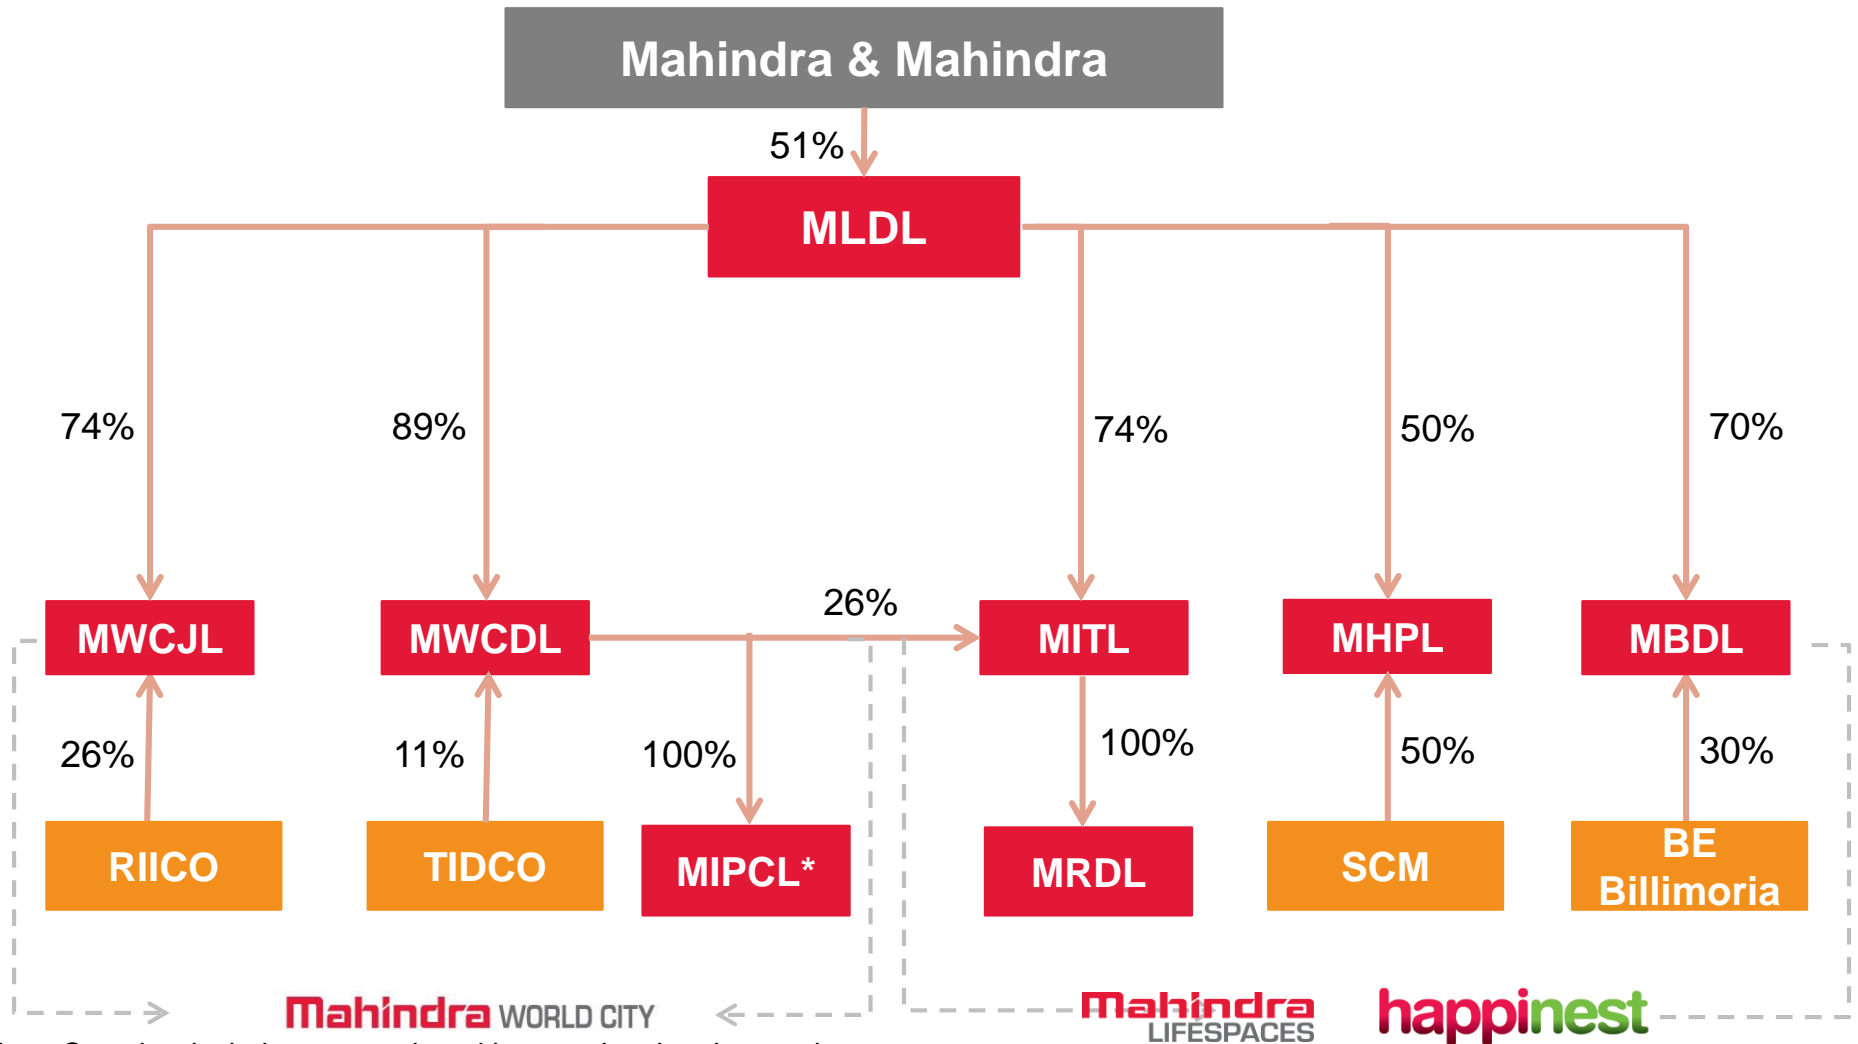 Mahindra & Mahindra
51%
MLDL
74%
89%
74%
50%
70%
26%
MWCJL
MWCDL
MITL
MHPL
MBDL
26%
11%
100%
100%
50%
30%
RIICO
TIDCO
MIPCL*
MRDL
SCM
BE
Billimoria
Mahindra WORLD CITY
Mahindra
LIFESPACES
happinest